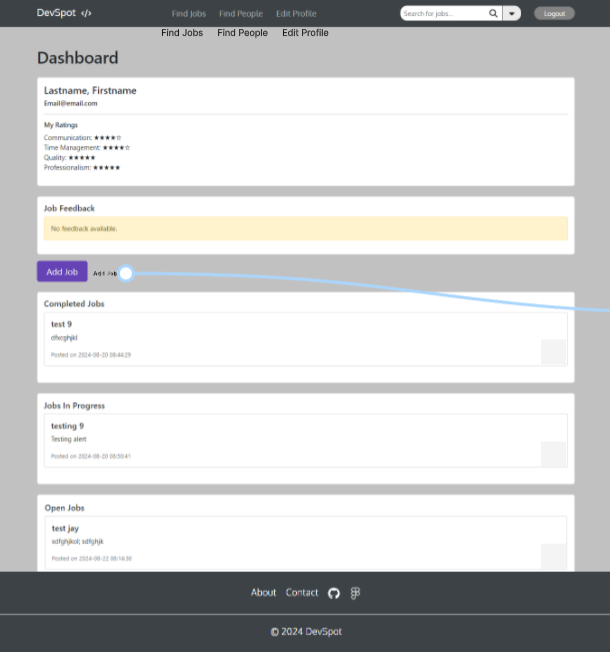 DevSpot </> Find Jobs Find People Edit Profile Search for jobs... Logout
Find Jobs Find People Edit Profile
Dashboard
Lastname, Firstname
Email@email.com
My Ratings
Communication: ★★★★☆
Time Management: ★★★★☆
Quality: ★★★★★
Professionalism: ★★★★★
Job Feedback
No feedback available.
Add Job Add Job
Completed Jobs
test 9
dfxcghjkl
Posted on 2024-08-20 08:44:29
Jobs In Progress
testing 9
Testing alert
Posted on 2024-08-20 08:50:41
Open Jobs
test jay
sdfghjkol; sdfghjk
Posted on 2024-08-22 08:14:30
About Contact
© 2024 DevSpot